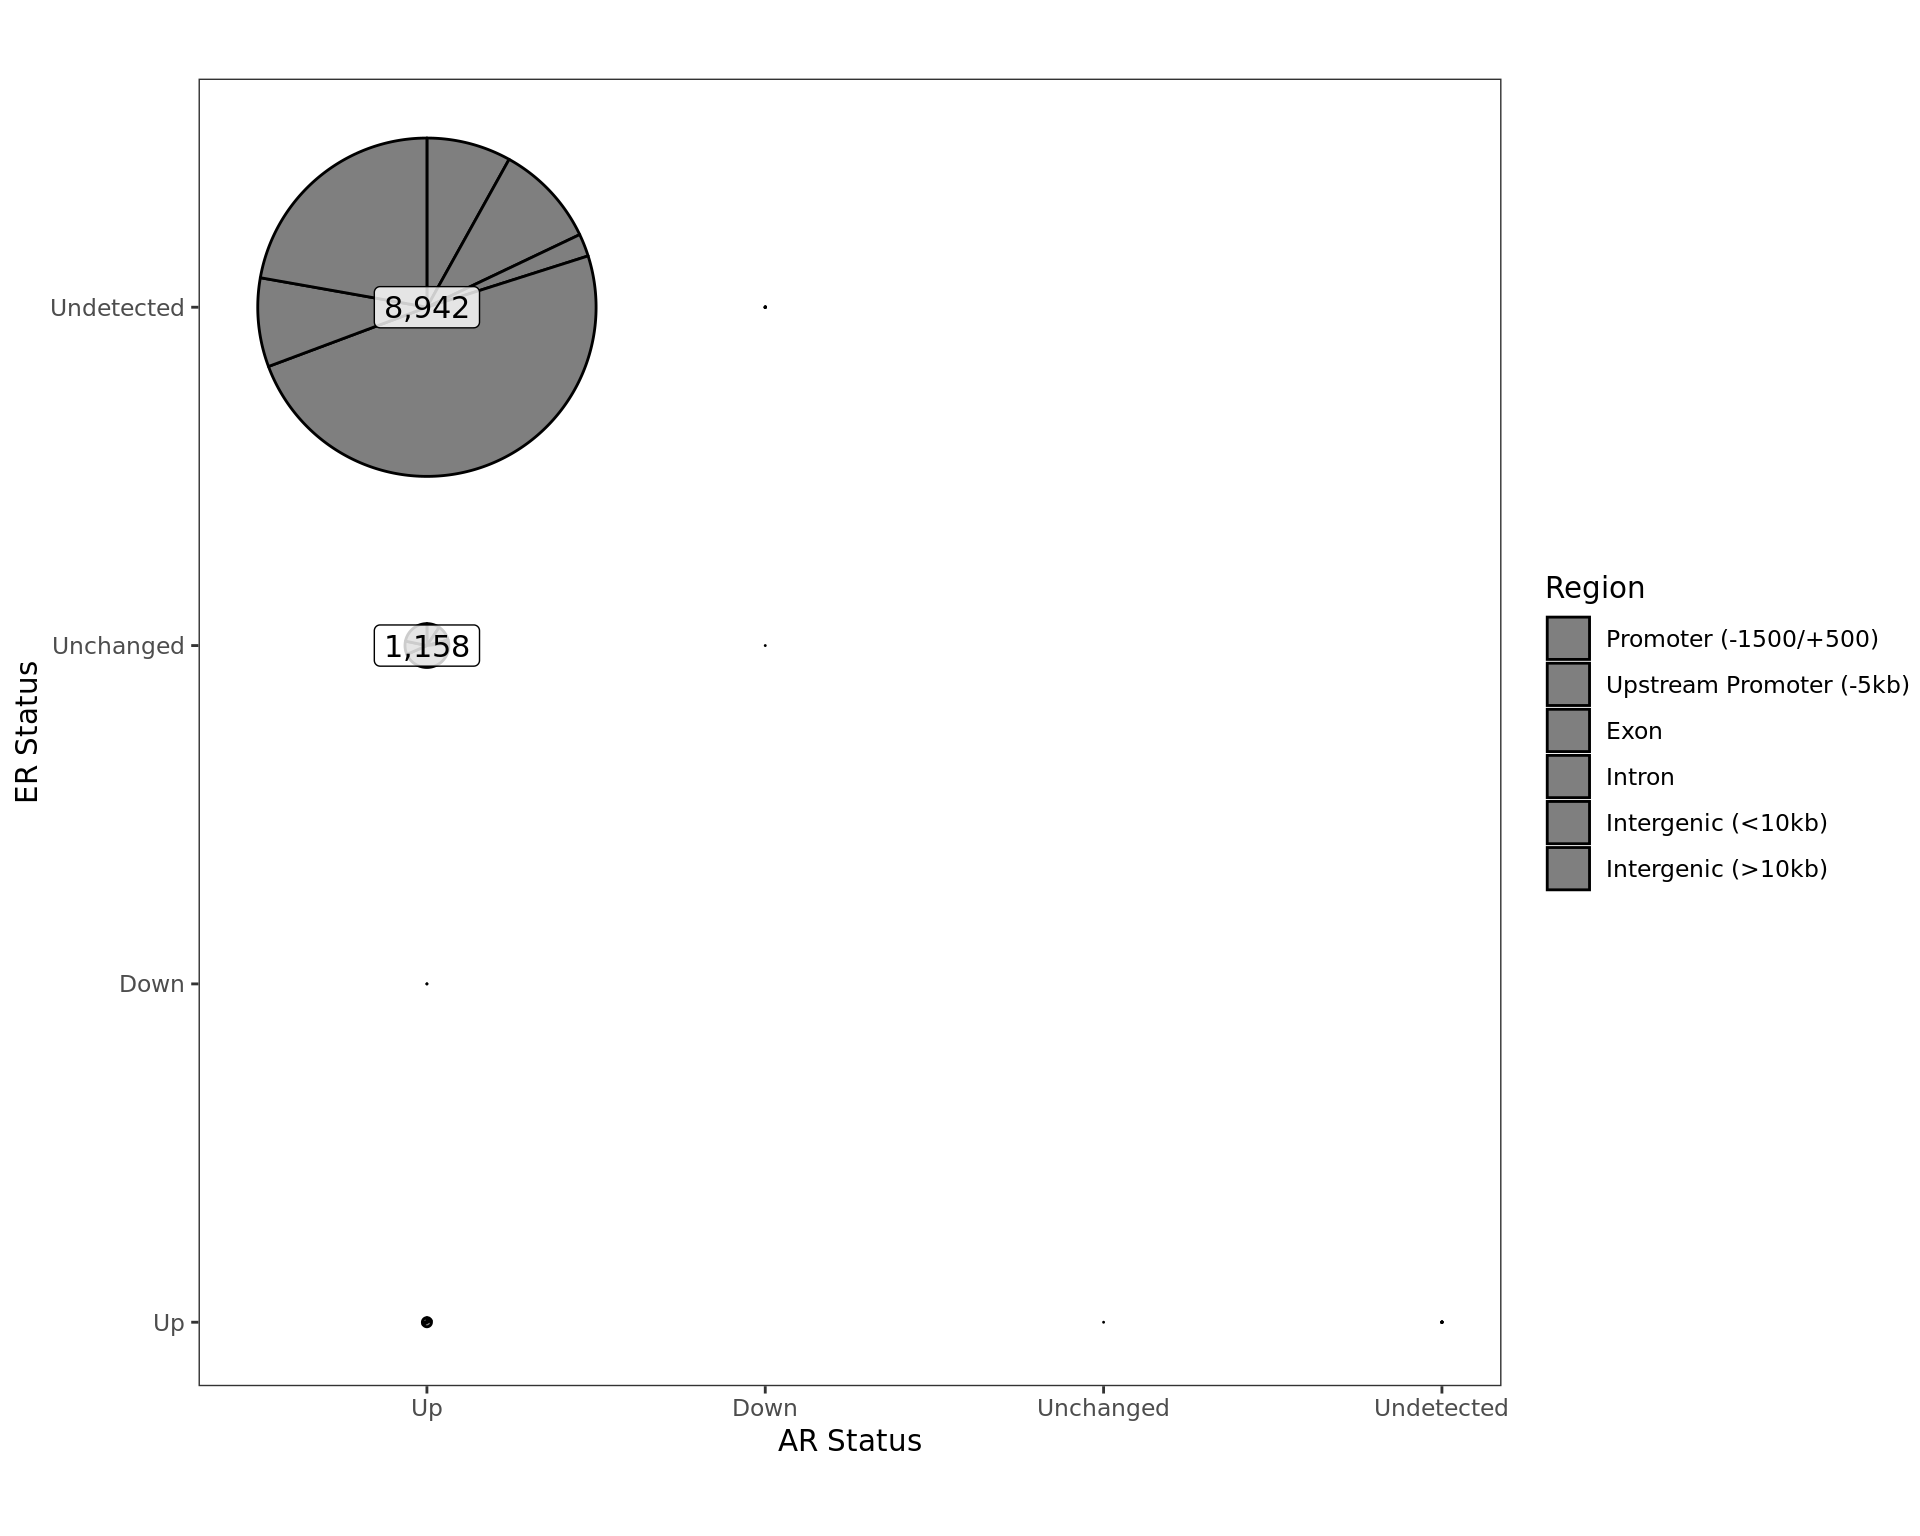 8,942
Undetected
1,158
Unchanged
Down
Up
ER Status
Up
Down
Unchanged
Undetected
AR Status
Region
Promoter (-1500/+500)
Upstream Promoter (-5kb)
Exon
Intron
Intergenic (<10kb)
Intergenic (>10kb)